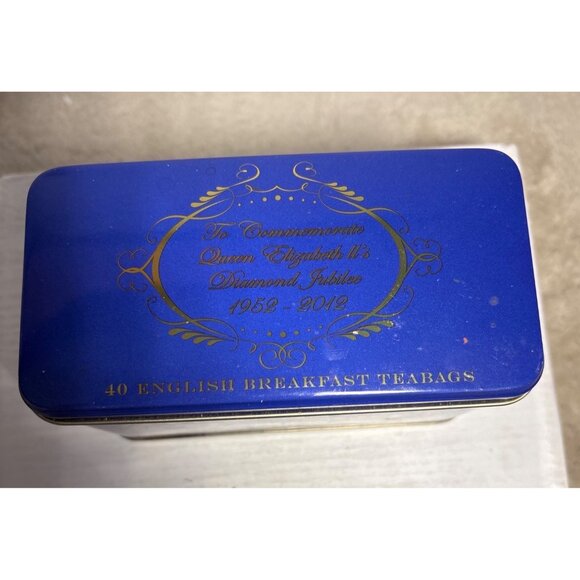 To Commemorate
Queen Elizabeth II's
Diamond Jubilee
1952 - 2012
40 ENGLISH BREAKFAST TEABAGS